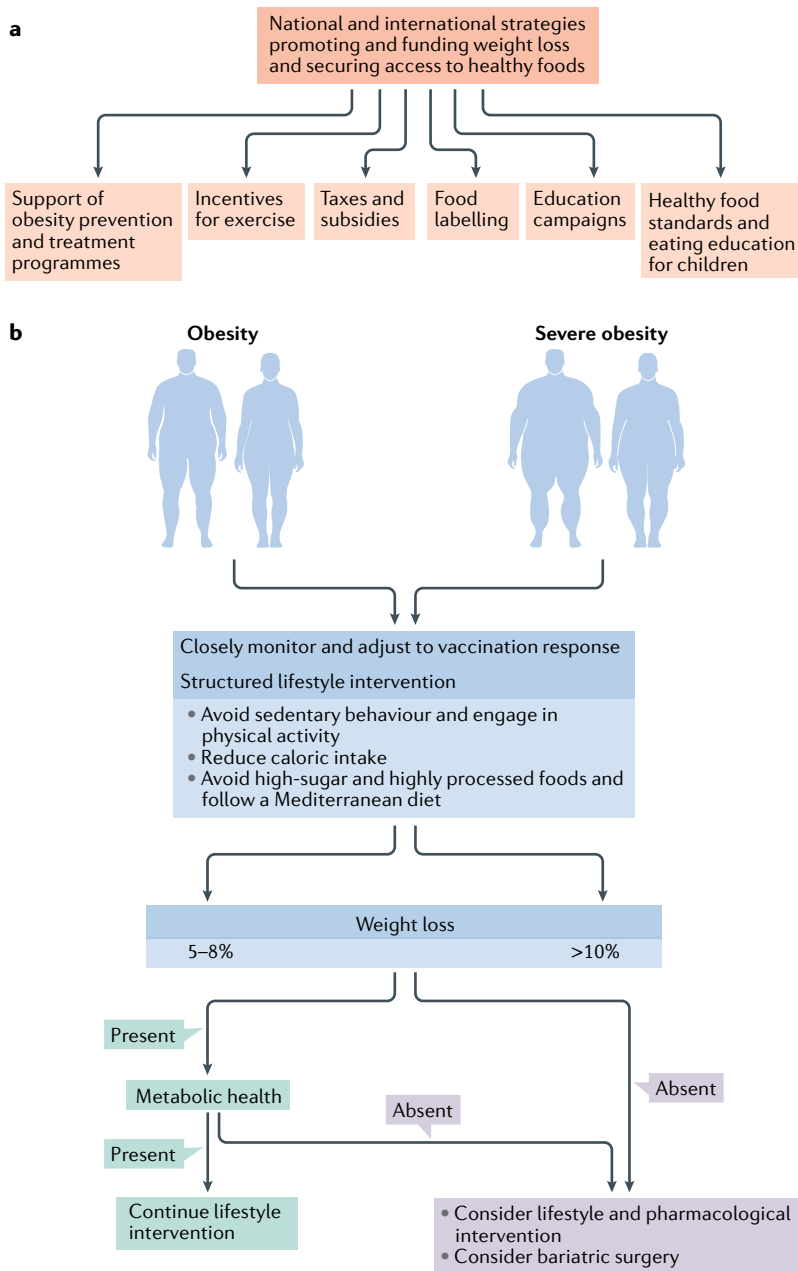 a
National and international strategies
promoting and funding weight loss
and securing access to healthy foods
Support of
obesity prevention
and treatment
programmes
Incentives
for exercise
Taxes and
subsidies
Food
labelling
Education
campaigns
Healthy food
standards and
eating education
for children
b
Obesity
Severe obesity
Closely monitor and adjust to vaccination response
Structured lifestyle intervention
• Avoid sedentary behaviour and engage in
physical activity
• Reduce caloric intake
• Avoid high-sugar and highly processed foods and
follow a Mediterranean diet
Weight loss
5–8%
>10%
Present
Metabolic health
Absent
Absent
Present
Continue lifestyle
intervention
• Consider lifestyle and pharmacological
intervention
• Consider bariatric surgery